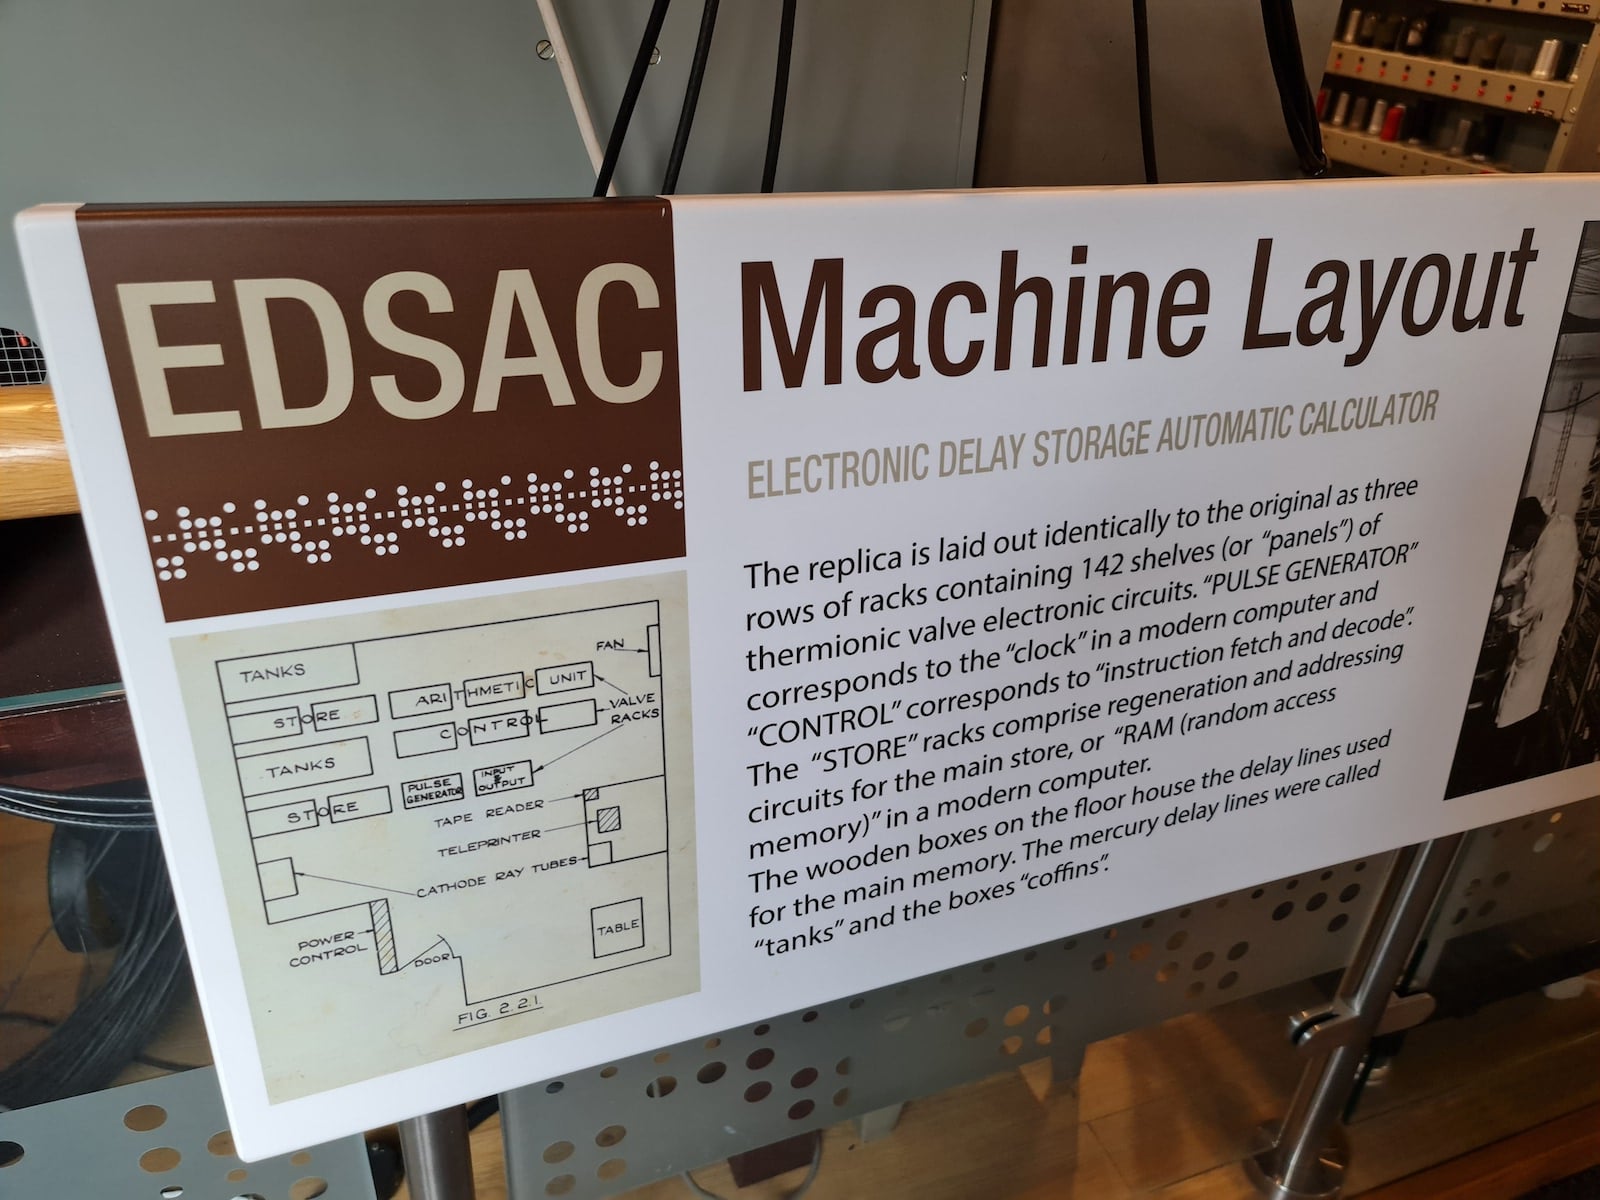 EDSAC
Machine Layout
ELECTRONIC DELAY STORAGE AUTOMATIC CALCULATOR
The replica is laid out identically to the original as three
rows of racks containing 142 shelves (or “panels”) of
thermionic valve electronic circuits. “PULSE GENERATOR”
corresponds to the “clock” in a modern computer and
“CONTROL” corresponds to “instruction fetch and decode”.
The “STORE” racks comprise regeneration and addressing
circuits for the main store, or “RAM (random access
memory)” in a modern computer.
The wooden boxes on the floor house the delay lines used
for the main memory. The mercury delay lines were called
“tanks” and the boxes “coffins”.
TANKS
FAN
STORE
ARITHMETIC UNIT
VALVE
RACKS
CONTROL
TANKS
STORE
PULSE
GENERATOR
INPUT
&
OUTPUT
TAPE READER
TELEPRINTER
CATHODE RAY TUBES
POWER
CONTROL
DOOR
TABLE
FIG. 2.2.1.